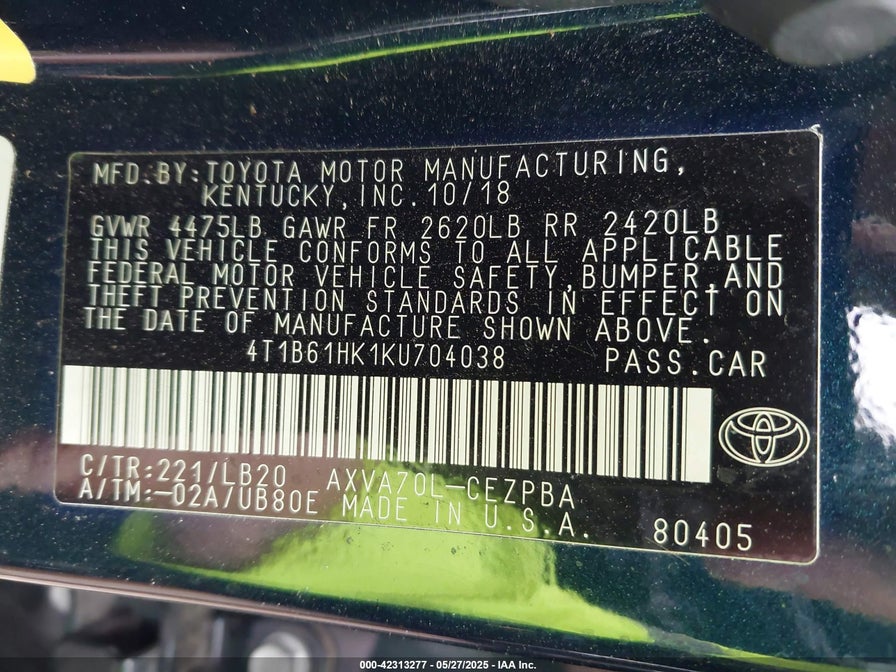 MFD.BY:TOYOTA MOTOR MANUFACTURING,
KENTUCKY,INC.10/18
GVWR 4475LB GAWR FR 2620LB RR 2420LB
THIS VEHICLE CONFORMS TO ALL APPLICABLE
FEDERAL MOTOR VEHICLE SAFETY,BUMPER,AND
THEFT PREVENTION STANDARDS IN EFFECT ON
THE DATE OF MANUFACTURE SHOWN ABOVE.
4T1B61HK1KU704038 PASS.CAR
C/TR:221/LB20 AXVA70L-CEZPBA
A/TM:-02A/UB80E MADE IN U.S.A. 80405
000-42313277 - 05/27/2025 - IAA Inc.